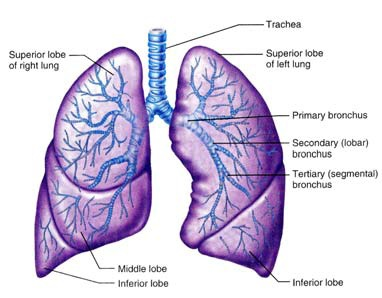 Trachea
Superior lobe
of right lung
Superior lobe
of left lung
Primary bronchus
Secondary (lobar)
bronchus
Tertiary (segmental)
bronchus
Middle lobe
Inferior lobe
Inferior lobe